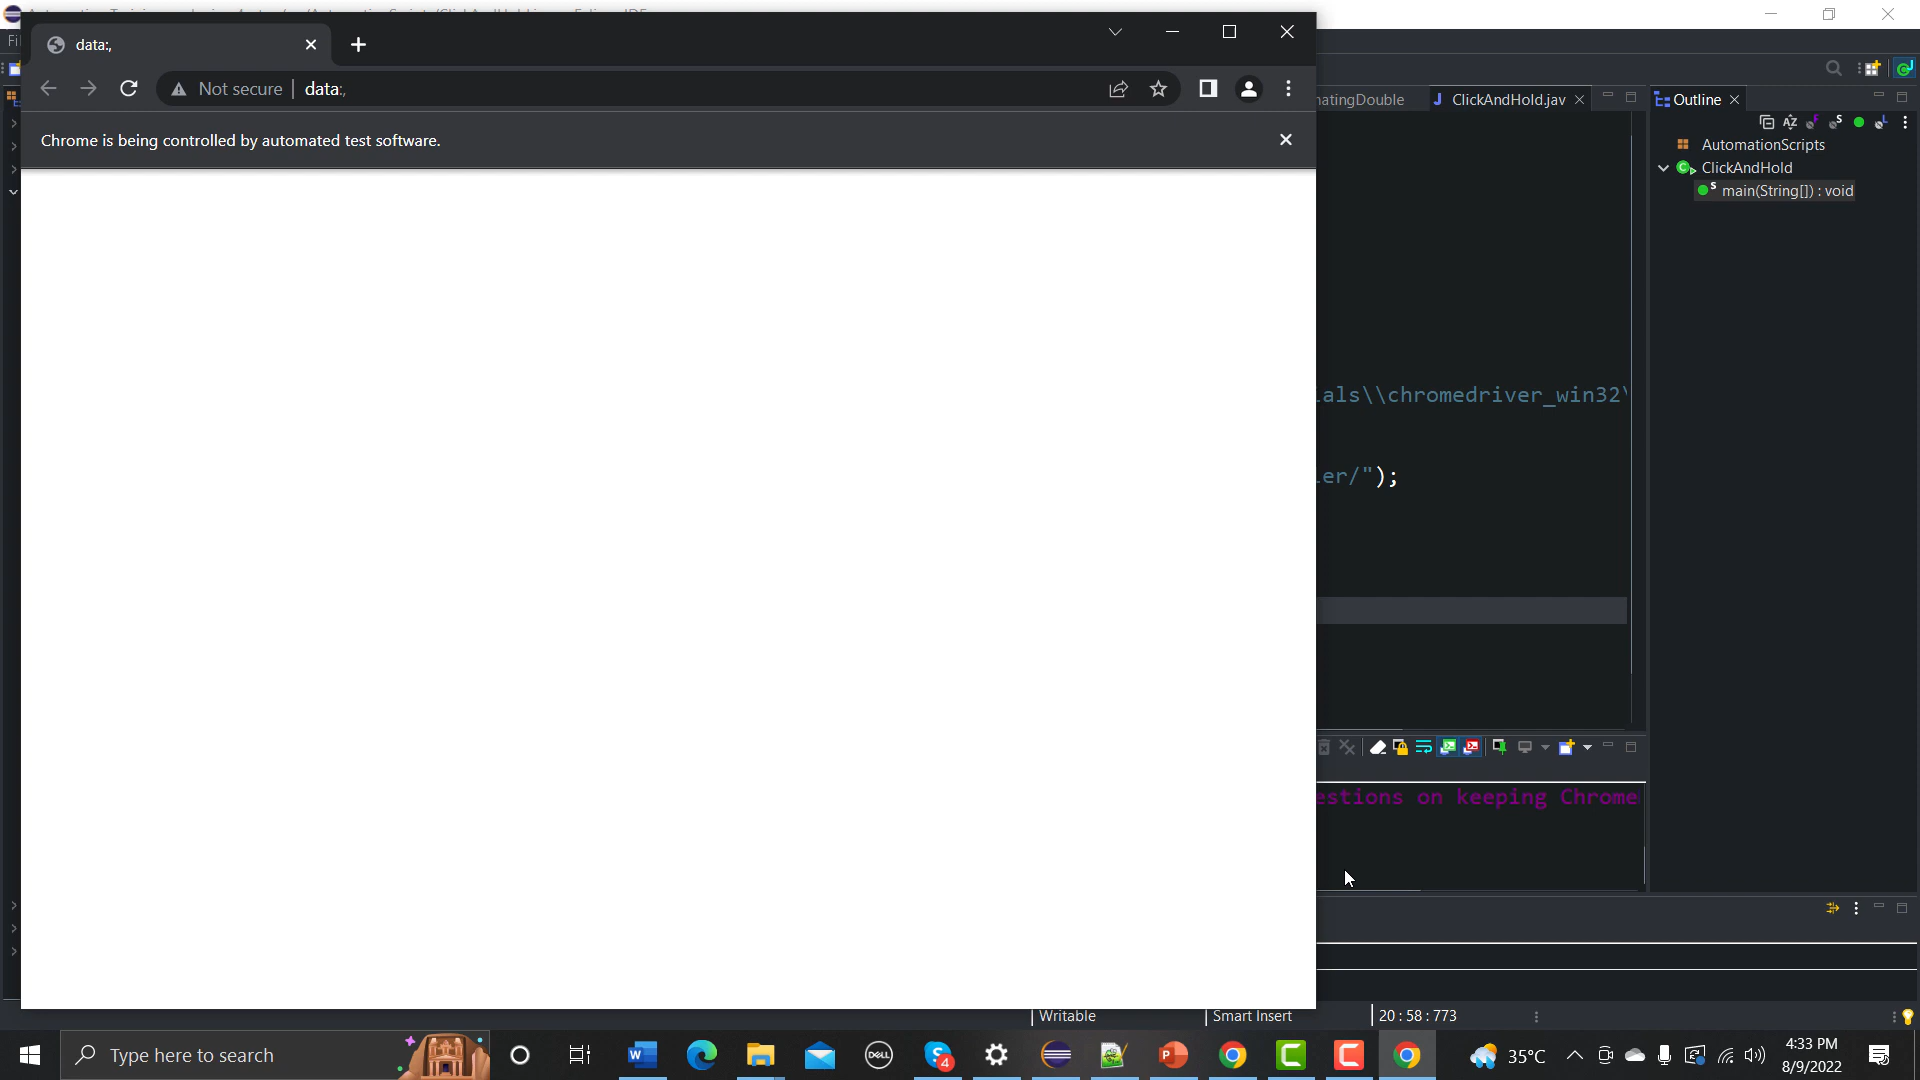 data:,
Not secure
data:,
Chrome is being controlled by automated test software.
natingDouble
ClickAndHold.jav
Outline
AutomationScripts
ClickAndHold
main(String[]) : void
als\\chromedriver_win32\
er/");
estions on keeping Chrome
Writable
Smart Insert
20 : 58 : 773
Type here to search
35°C
4:33 PM
8/9/2022